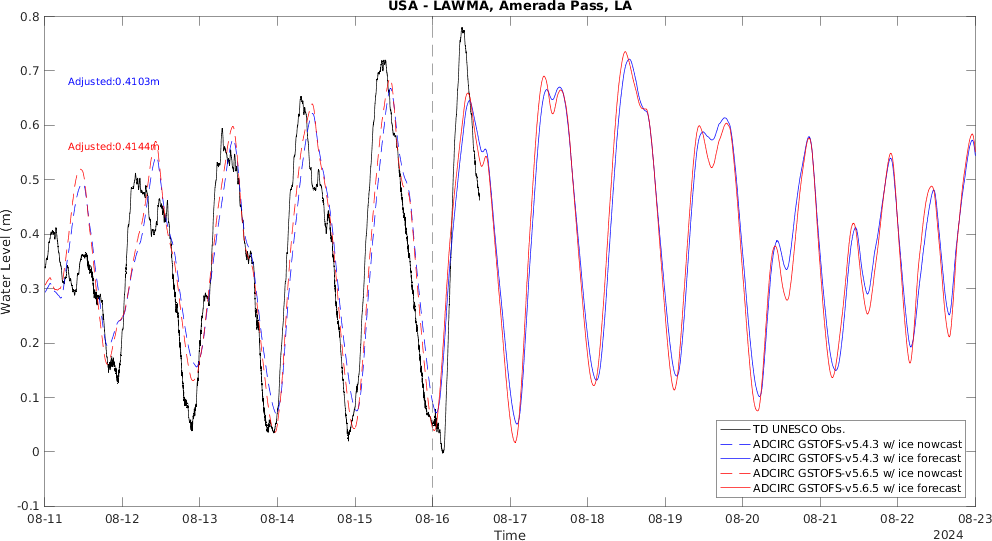 USA - LAWMA, Amerada Pass, LA
0.8
0.7
0.6
0.5
0.4
0.3
0.2
0.1
0
-0.1
Water Level (m)
Adjusted:0.4103m
Adjusted:0.4144m
TD UNESCO Obs.
ADCIRC GSTOFS-v5.4.3 w/ ice nowcast
ADCIRC GSTOFS-v5.4.3 w/ ice forecast
ADCIRC GSTOFS-v5.6.5 w/ ice nowcast
ADCIRC GSTOFS-v5.6.5 w/ ice forecast
08-11 08-12 08-13 08-14 08-15 08-16 08-17 08-18 08-19 08-20 08-21 08-22 08-23
Time
2024